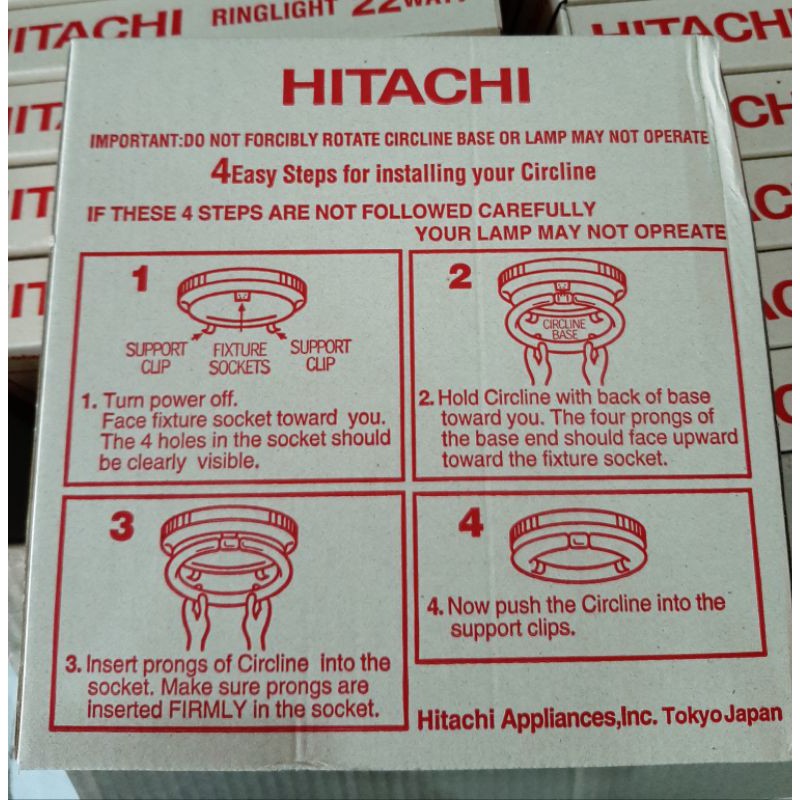 HITACHI RINGLIGHT 22WATT
HITACHI
IMPORTANT:DO NOT FORCIBLY ROTATE CIRCLINE BASE OR LAMP MAY NOT OPERATE
4Easy Steps for installing your Circline
IF THESE 4 STEPS ARE NOT FOLLOWED CAREFULLY
YOUR LAMP MAY NOT OPREATE
1
SUPPORT CLIP
FIXTURE SOCKETS
SUPPORT CLIP
1. Turn power off.
Face fixture socket toward you.
The 4 holes in the socket should
be clearly visible.
2
CIRCLINE
BASE
2. Hold Circline with back of base
toward you. The four prongs of
the base end should face upward
toward the fixture socket.
3
3. Insert prongs of Circline into the
socket. Make sure prongs are
inserted FIRMLY in the socket.
4
4. Now push the Circline into the
support clips.
Hitachi Appliances,Inc. Tokyo Japan